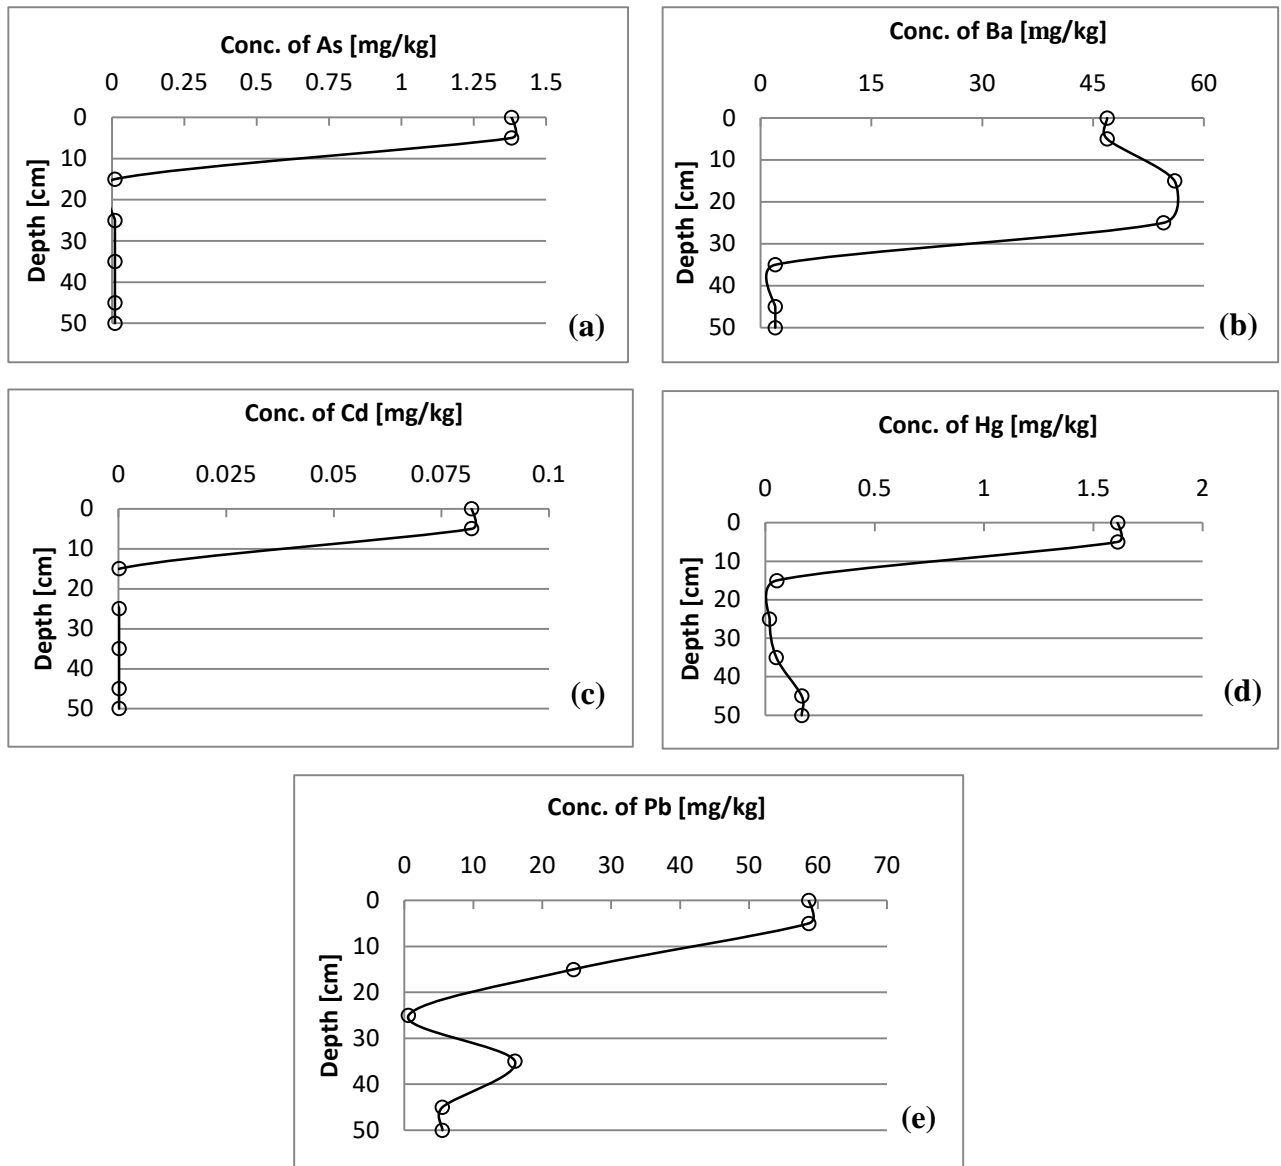 Conc. of As [mg/kg]
0 0.25 0.5 0.75 1 1.25 1.5
0
10
20
30
40
50
Depth [cm]
(a)
Conc. of Ba [mg/kg]
0 15 30 45 60
0
10
20
30
40
50
Depth [cm]
(b)
Conc. of Cd [mg/kg]
0 0.025 0.05 0.075 0.1
0
10
20
30
40
50
Depth [cm]
(c)
Conc. of Hg [mg/kg]
0 0.5 1 1.5 2
0
10
20
30
40
50
Depth [cm]
(d)
Conc. of Pb [mg/kg]
0 10 20 30 40 50 60 70
0
10
20
30
40
50
Depth [cm]
(e)